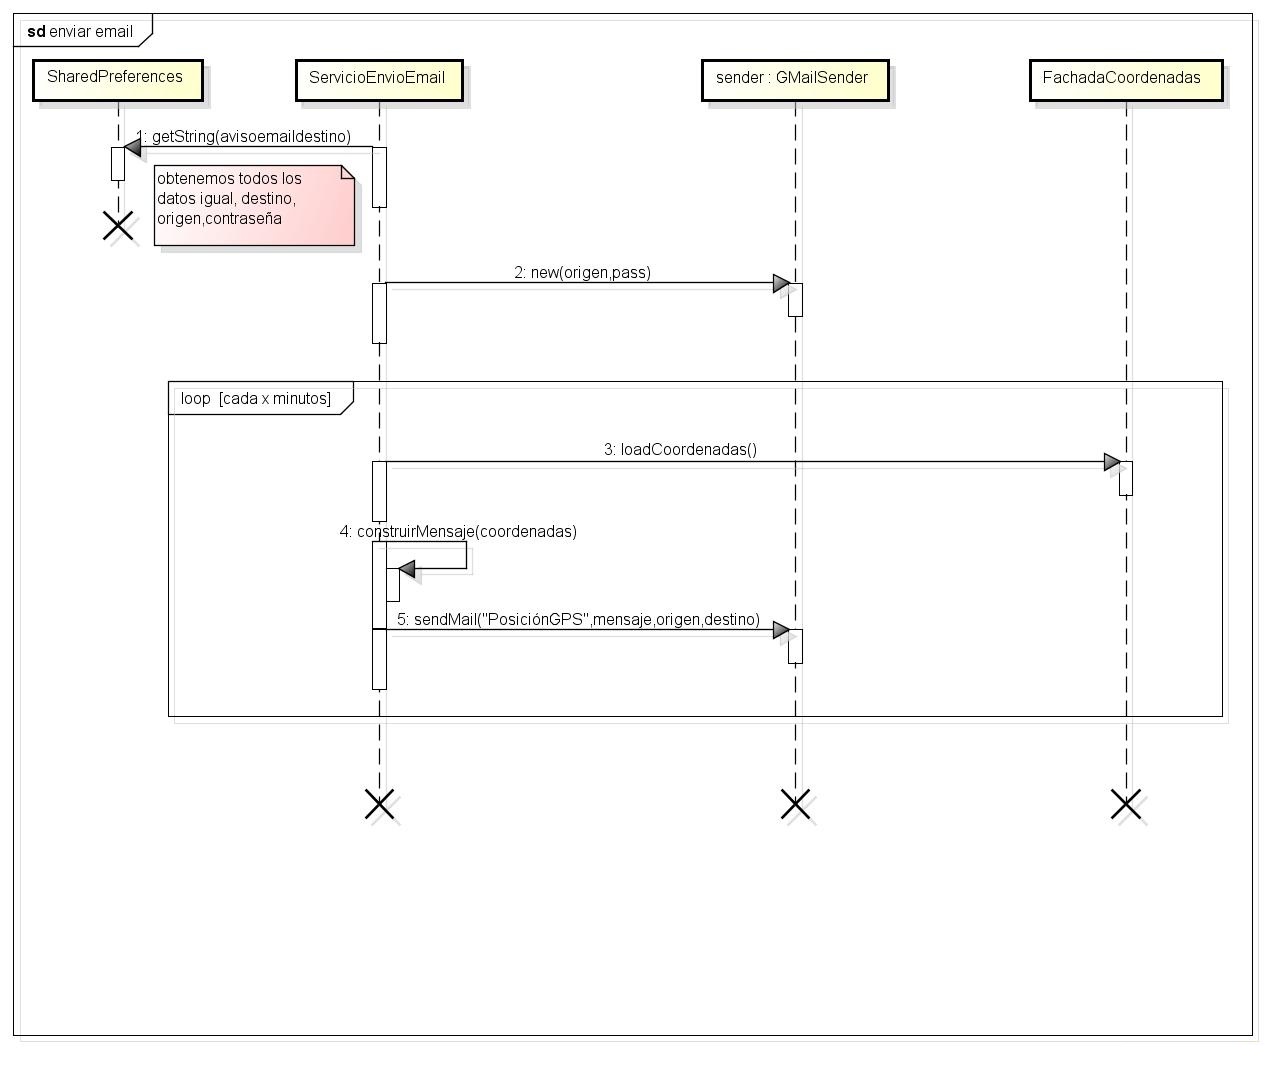 sd enviar email
SharedPreferences
ServicioEnvioEmail
sender : GMailSender
FachadaCoordenadas
1: getString(avisoemaildestino)
obtenemos todos los
datos igual, destino,
origen,contraseña
2: new(origen,pass)
loop [cada x minutos]
3: loadCoordenadas()
4: construirMensaje(coordenadas)
5: sendMail("PosiciónGPS",mensaje,origen,destino)